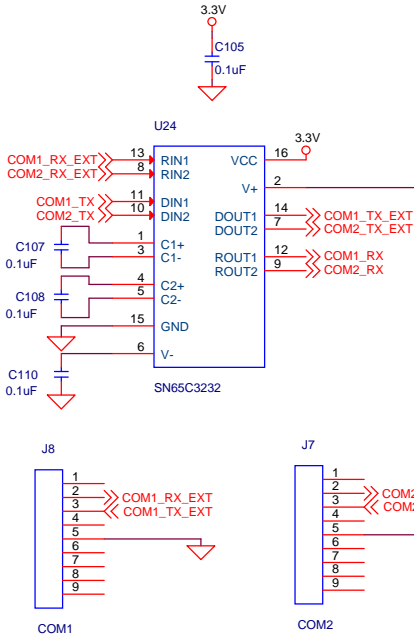 3.3V
C105
0.1uF
U24
3.3V
COM1_RX_EXT 13 RIN1 VCC 16
COM2_RX_EXT 8 RIN2
V+ 2
COM1_TX 11 DIN1
COM2_TX 10 DIN2
DOUT1 14 COM1_TX_EXT
DOUT2 7 COM2_TX_EXT
C107
0.1uF
1 C1+
3 C1-
ROUT1 12 COM1_RX
ROUT2 9 COM2_RX
C108
0.1uF
4 C2+
5 C2-
15 GND
6 V-
C110
0.1uF
SN65C3232
J8
1
2 COM1_RX_EXT
3 COM1_TX_EXT
4
5
6
7
8
9
COM1
J7
1
2 COM2
3 COM2
4
5
6
7
8
9
COM2